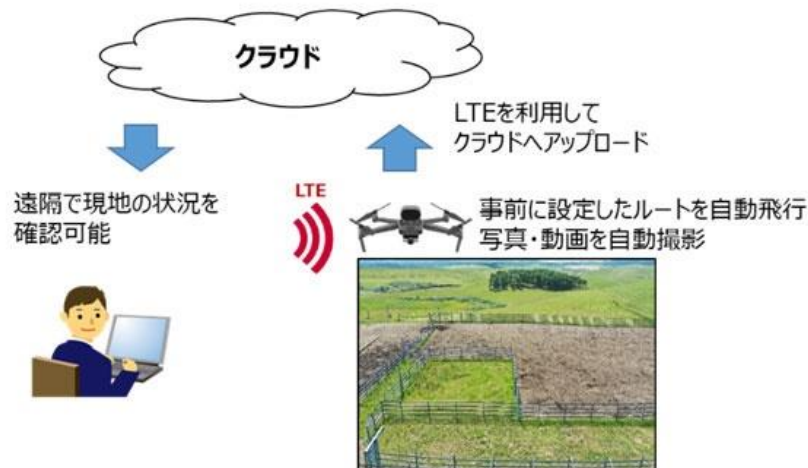 クラウド
LTEを利用して
クラウドへアップロード
遠隔で現地の状況を
確認可能
LTE
事前に設定したルートを自動飛行
写真・動画を自動撮影